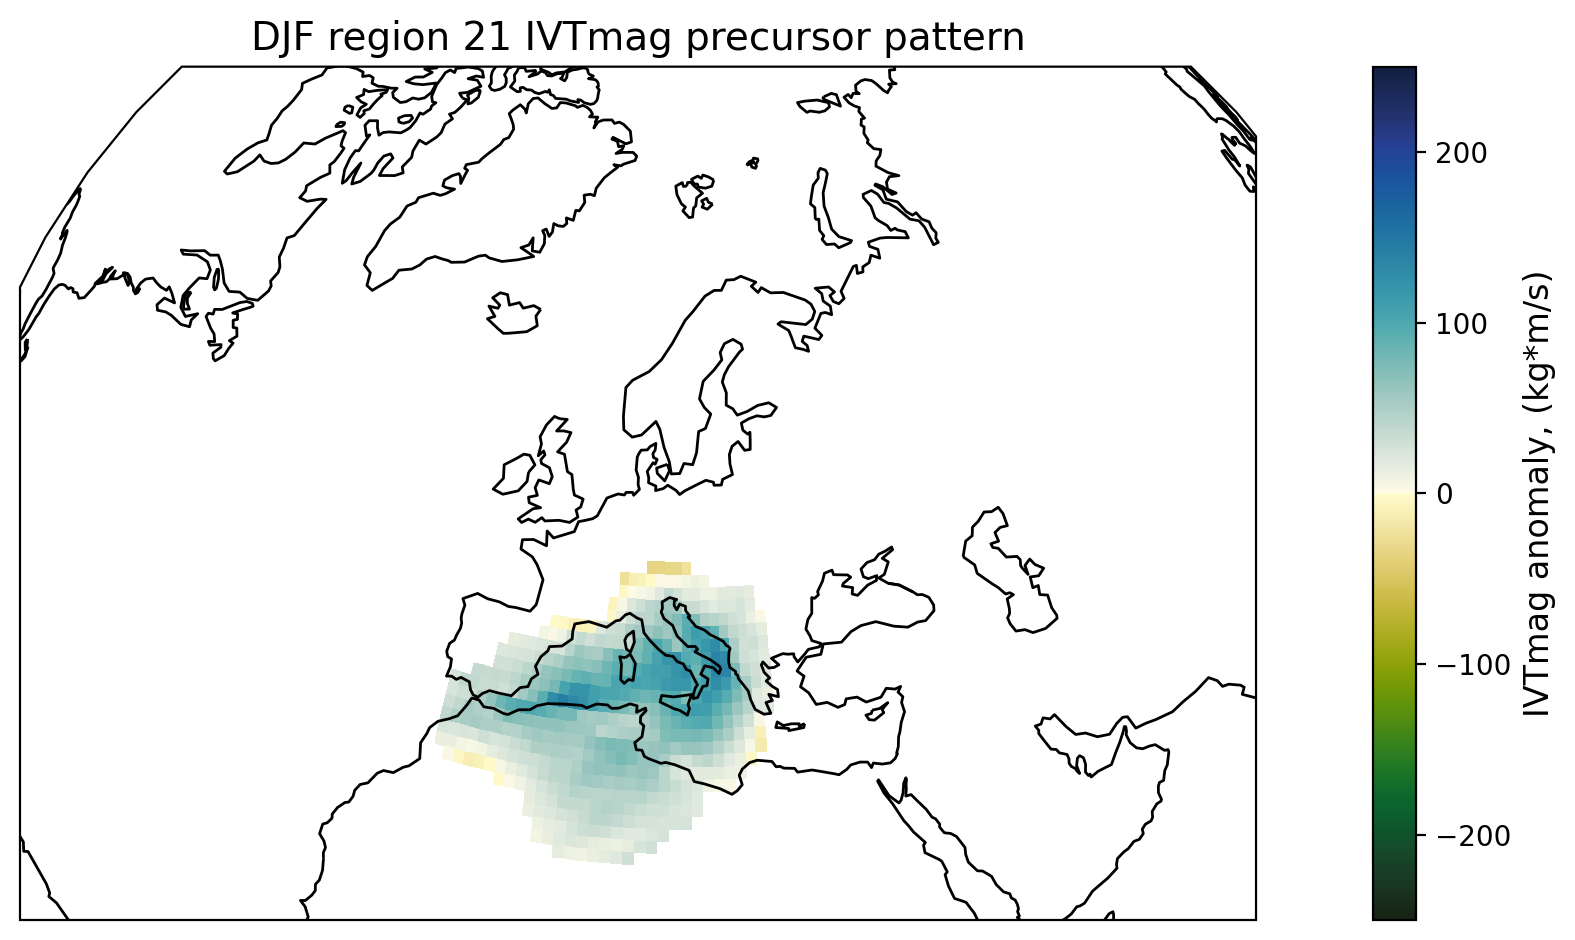 DJF region 21 IVTmag precursor pattern
200
100
0
−100
−200
IVTmag anomaly, (kg*m/s)